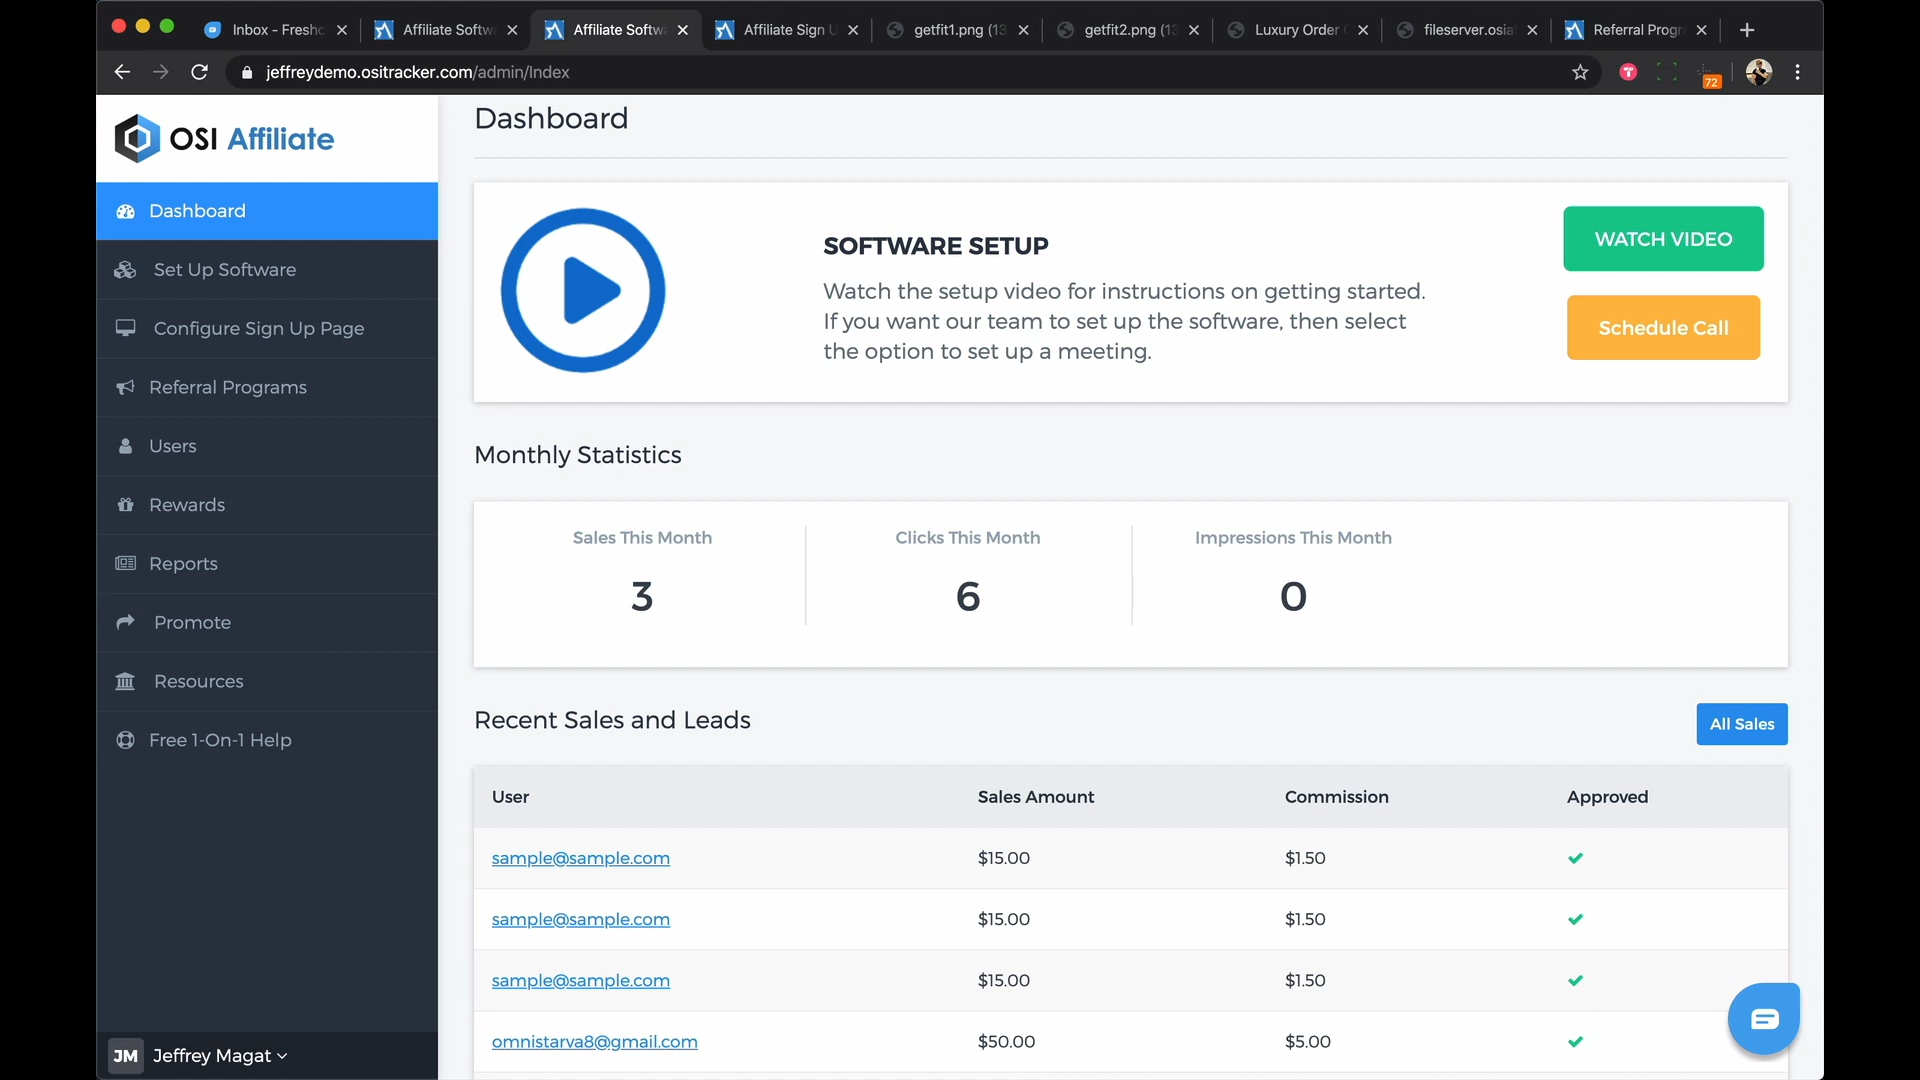 Inbox - Freshc
Affiliate Softw
Affiliate Softw
Affiliate Sign U
getfit1.png (13
getfit2.png (13
Luxury Order
fileserver.osia
Referral Progr
jeffreydemo.ositracker.com/admin/Index
72
OSI Affiliate
Dashboard
Set Up Software
Configure Sign Up Page
Referral Programs
Users
Rewards
Reports
Promote
Resources
Free 1-On-1 Help
JM Jeffrey Magat
Dashboard
SOFTWARE SETUP
Watch the setup video for instructions on getting started.
If you want our team to set up the software, then select
the option to set up a meeting.
WATCH VIDEO
Schedule Call
Monthly Statistics
Sales This Month
3
Clicks This Month
6
Impressions This Month
0
Recent Sales and Leads
All Sales
User Sales Amount Commission Approved
sample@sample.com $15.00 $1.50
sample@sample.com $15.00 $1.50
sample@sample.com $15.00 $1.50
omnistarva8@gmail.com $50.00 $5.00